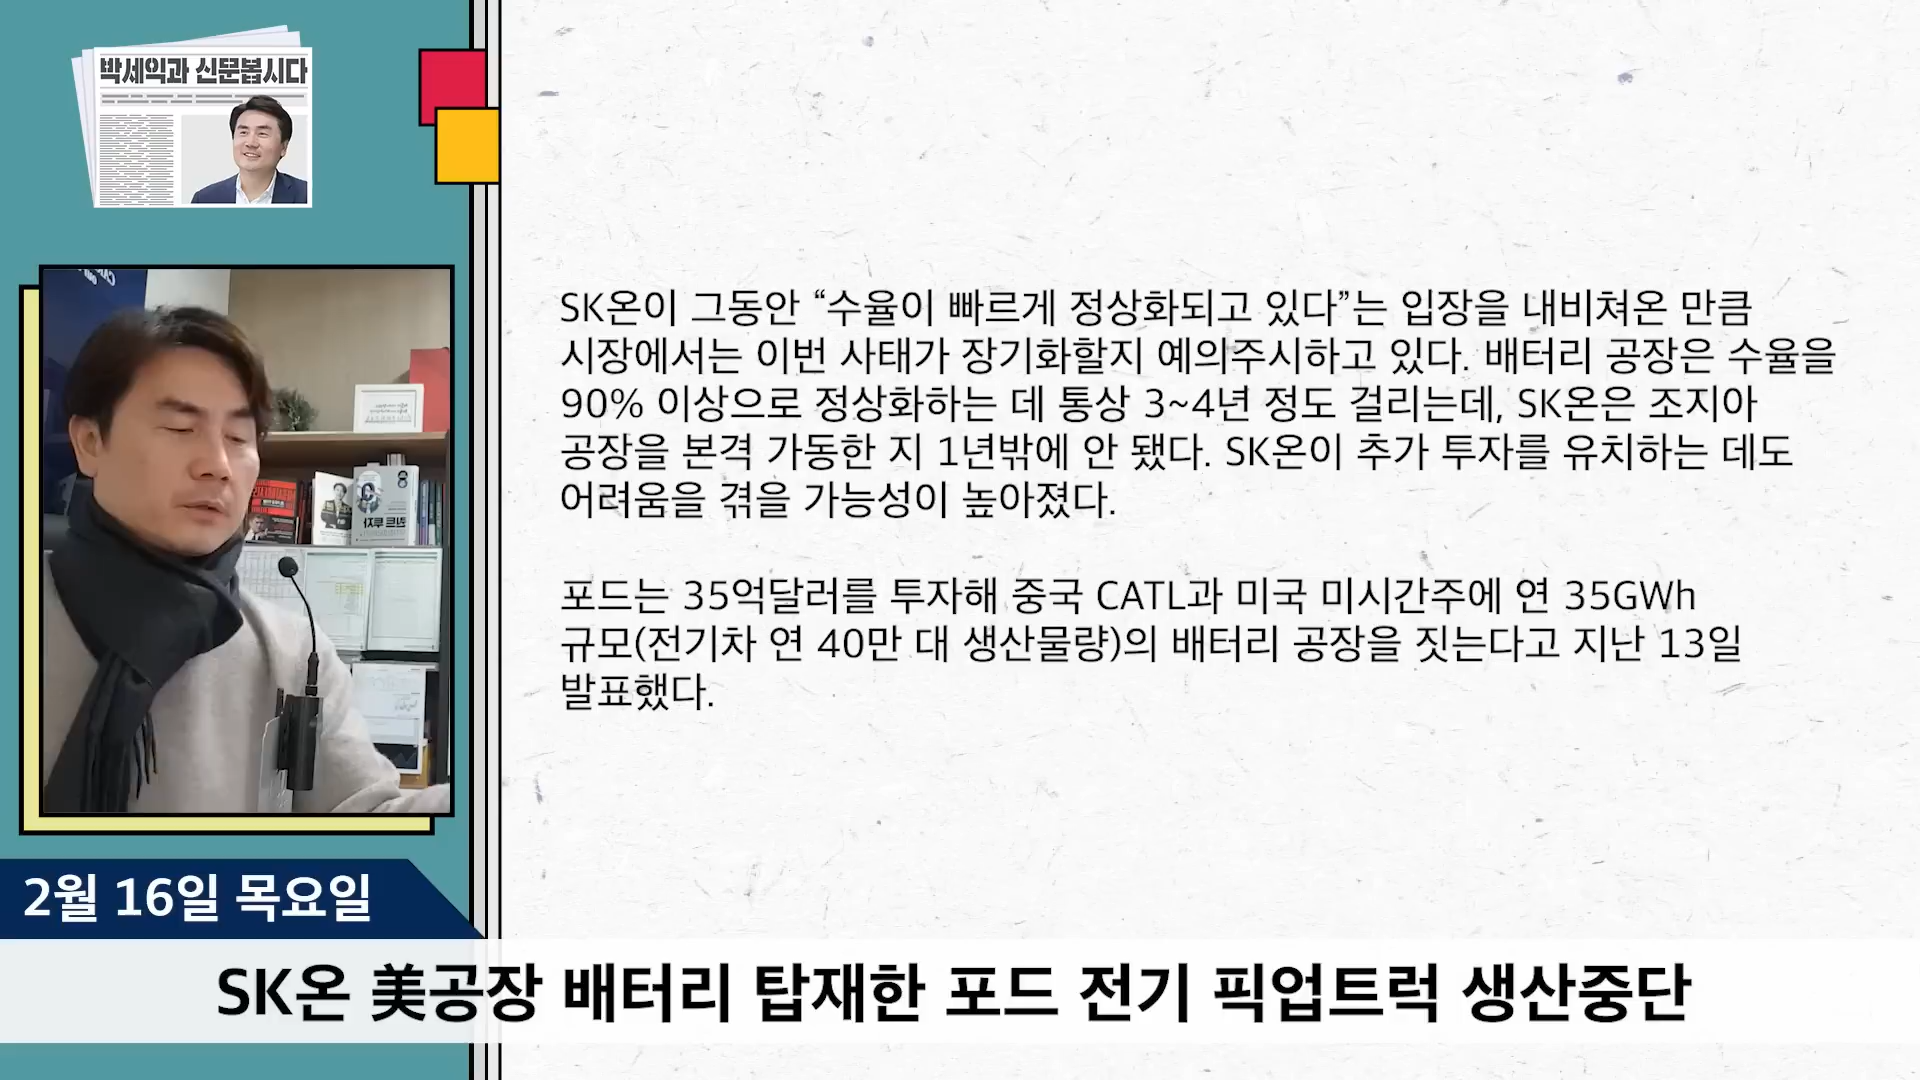 박세익과 신문봅시다
SK온이 그동안 “수율이 빠르게 정상화되고 있다”는 입장을 내비쳐온 만큼
시장에서는 이번 사태가 장기화할지 예의주시하고 있다. 배터리 공장은 수율을
90% 이상으로 정상화하는 데 통상 3~4년 정도 걸리는데, SK온은 조지아
공장을 본격 가동한 지 1년밖에 안 됐다. SK온이 추가 투자를 유치하는 데도
어려움을 겪을 가능성이 높아졌다.
포드는 35억달러를 투자해 중국 CATL과 미국 미시간주에 연 35GWh
규모(전기차 연 40만 대 생산물량)의 배터리 공장을 짓는다고 지난 13일
발표했다.
2월 16일 목요일
SK온 美공장 배터리 탑재한 포드 전기 픽업트럭 생산중단